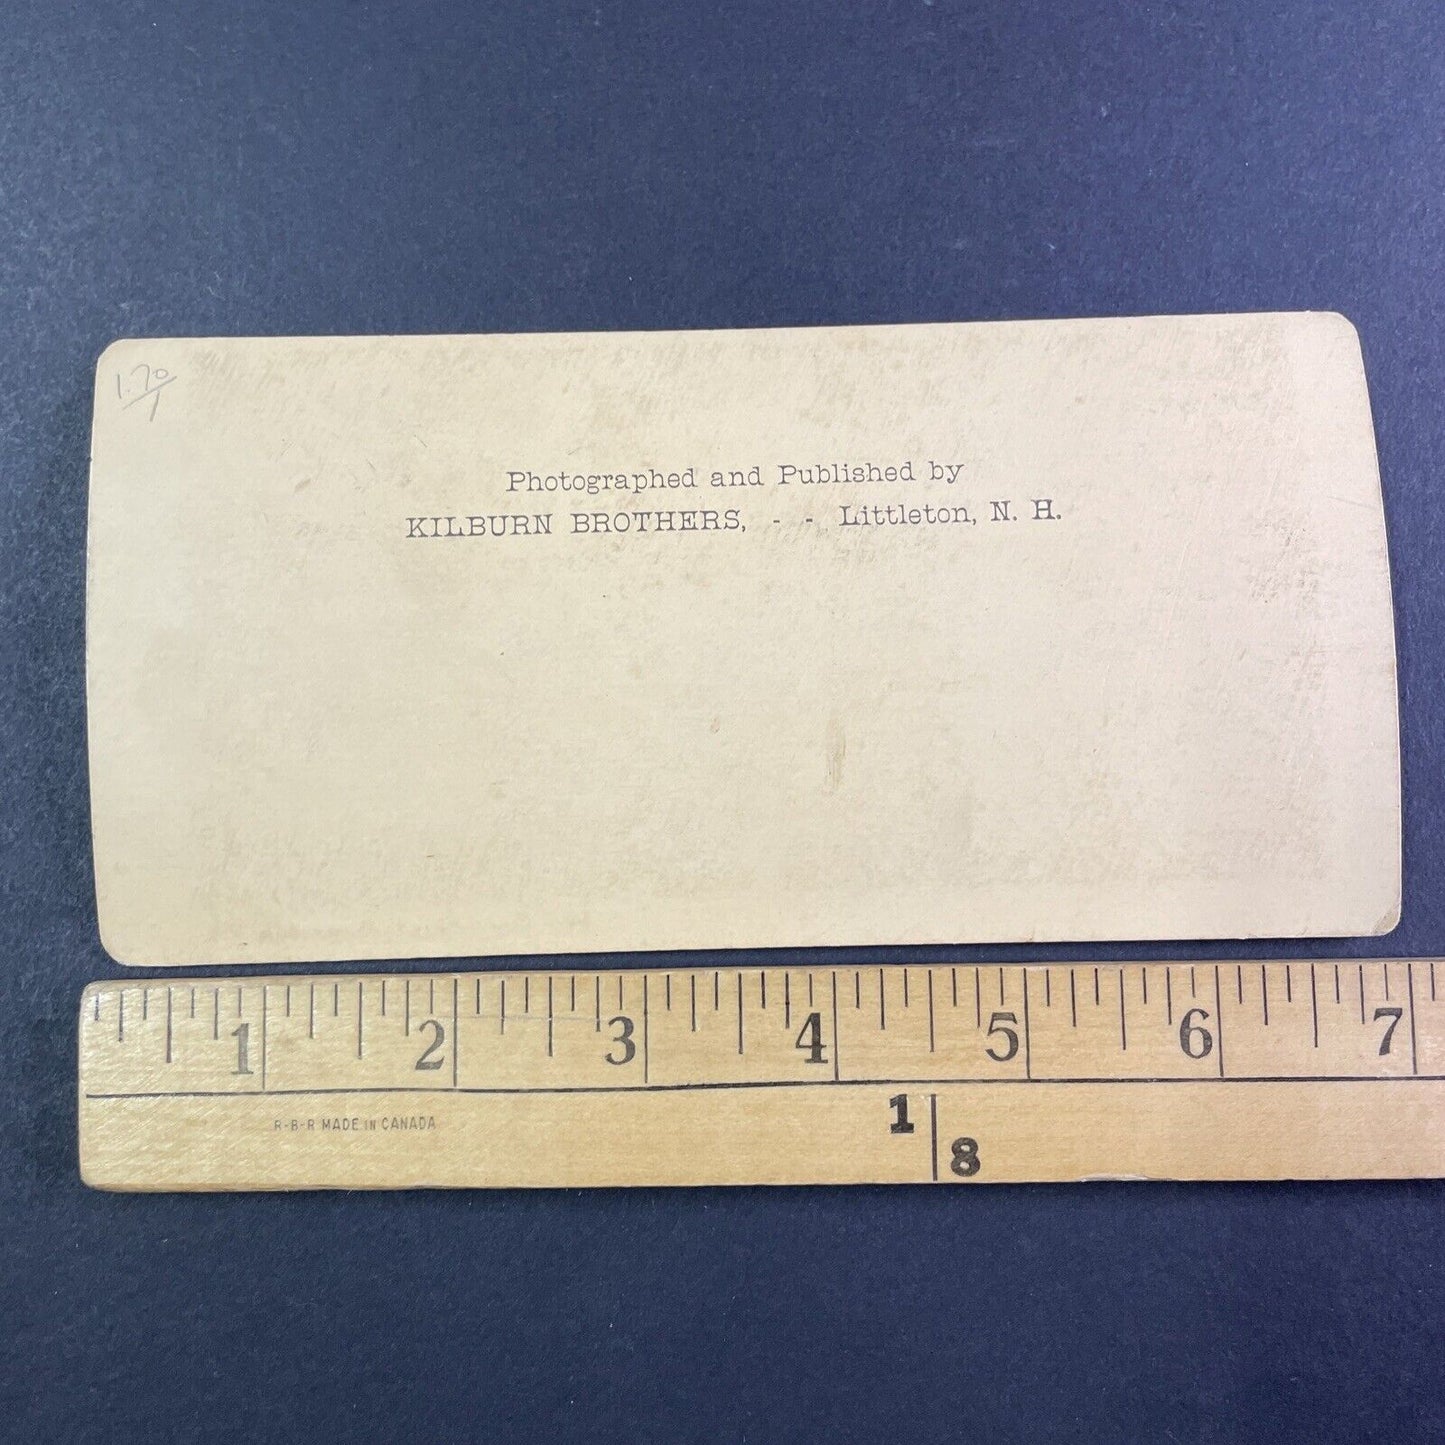 1.70
1
Photographed and Published by
KILBURN BROTHERS, - - Littleton, N. H.
1 2 3 4 5 6 7
R-B-R MADE IN CANADA
1
8